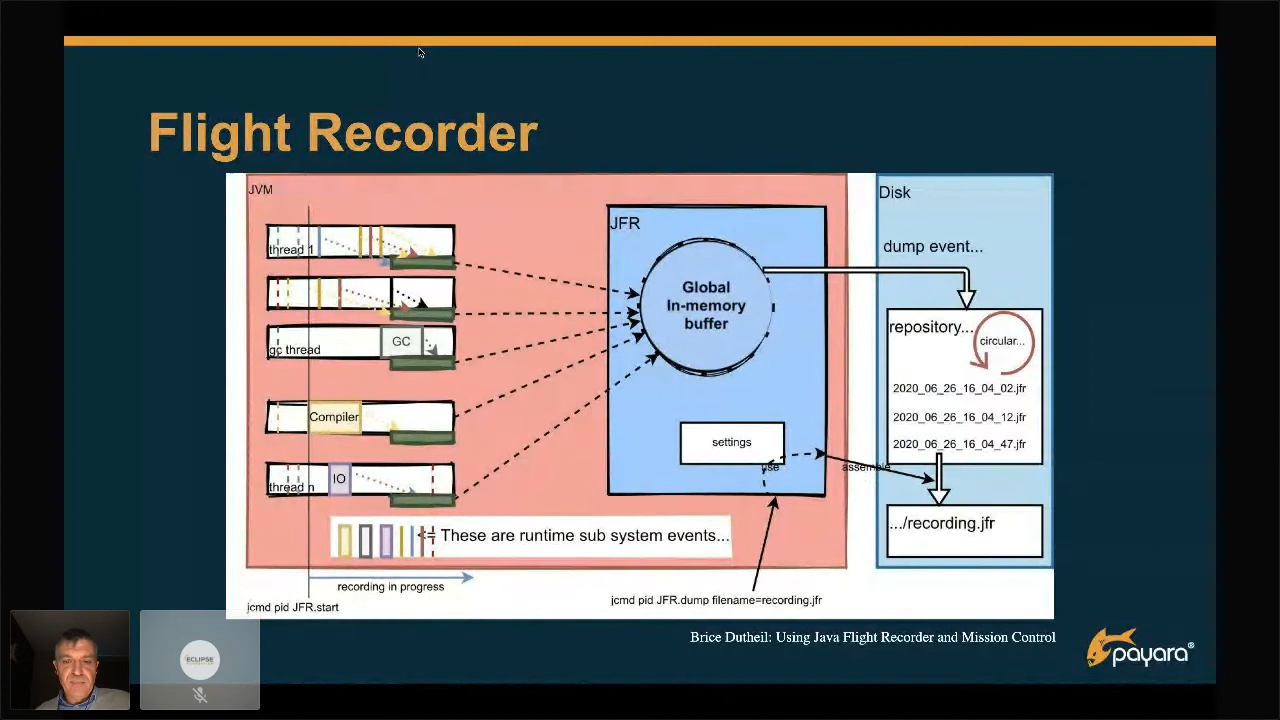 Flight Recorder
JVM
thread 1
gc thread
GC
Compiler
thread n
IO
<= These are runtime sub system events...
recording in progress
jcmd pid JFR.start
JFR
Global
In-memory
buffer
settings
use
assemble
jcmd pid JFR.dump filename=recording.jfr
Disk
dump event...
repository...
circular...
2020_06_26_16_04_02.jfr
2020_06_26_16_04_12.jfr
2020_06_26_16_04_47.jfr
.../recording.jfr
Brice Dutheil: Using Java Flight Recorder and Mission Control
payara®
ECLIPSE